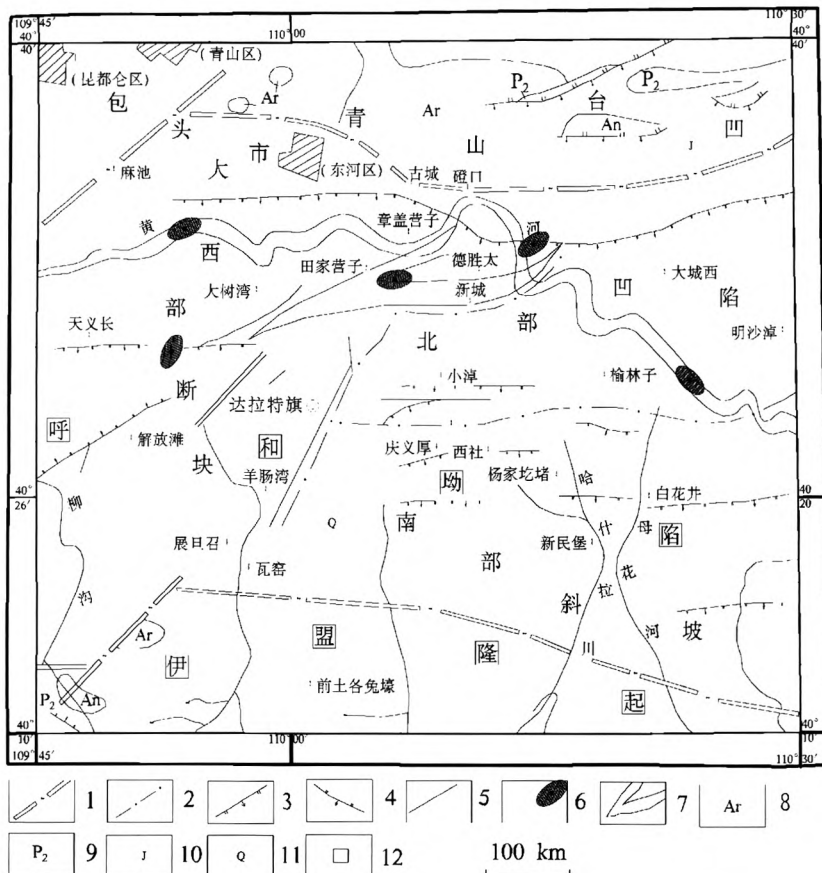 109° 45′
110° 00
110° 30′
40° 40′
40° 40′
(青山区)
(昆都仑区)
包头市
(东河区)
麻池
Ar
大青山台凹
Ar
P₂
P₂
An
J
古城
磴口
黄河
章盖营子
田家营子
德胜太
新城
大树湾
天义长
大城西
明沙淖
西部断块
北部凹陷
小淖
榆林子
达拉特旗
解放滩
羊肠湾
庆义厚
西社
杨家圪堵
白花井
呼和坳陷
40° 26′
40° 20′
柳沟
展旦召
瓦窑
Q
南部斜坡
新民堡
哈什拉川
母花河
Ar
P₂
An
伊盟隆起
前土各兔壕
40° 10′
40° 10′
109° 45′
110° 00
110° 30′
1
2
3
4
5
6
7
Ar 8
P₂ 9
J 10
Q 11
12
100 km